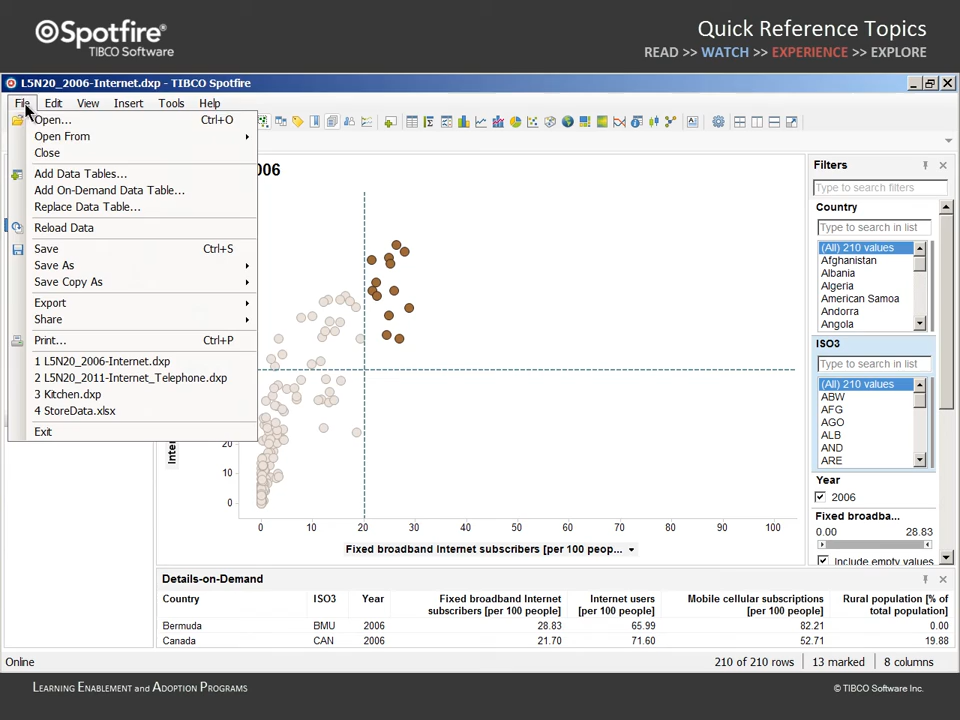 Spotfire®
TIBCO Software
Quick Reference Topics
READ >> WATCH >> EXPERIENCE >> EXPLORE
L5N20_2006-Internet.dxp - TIBCO Spotfire
File Edit View Insert Tools Help
Open... Ctrl+O
Open From
Close
Add Data Tables...
Add On-Demand Data Table...
Replace Data Table...
Reload Data
Save Ctrl+S
Save As
Save Copy As
Export
Share
Print... Ctrl+P
1 L5N20_2006-Internet.dxp
2 L5N20_2011-Internet_Telephone.dxp
3 Kitchen.dxp
4 StoreData.xlsx
Exit
006
20
10
0
0 10 20 30 40 50 60 70 80 90 100
Fixed broadband Internet subscribers [per 100 peop...
Filters
Type to search filters
Country
Type to search in list
(All) 210 values
Afghanistan
Albania
Algeria
American Samoa
Andorra
Angola
ISO3
Type to search in list
(All) 210 values
ABW
AFG
AGO
ALB
AND
ARE
Year
2006
Fixed broadba...
0.00 28.83
Include empty values
Details-on-Demand
Country ISO3 Year Fixed broadband Internet subscribers [per 100 people] Internet users [per 100 people] Mobile cellular subscriptions [per 100 people] Rural population [% of total population]
Bermuda BMU 2006 28.83 65.99 82.21 0.00
Canada CAN 2006 21.70 71.60 52.71 19.88
Online 210 of 210 rows 13 marked 8 columns
LEARNING ENABLEMENT AND ADOPTION PROGRAMS
© TIBCO Software Inc.